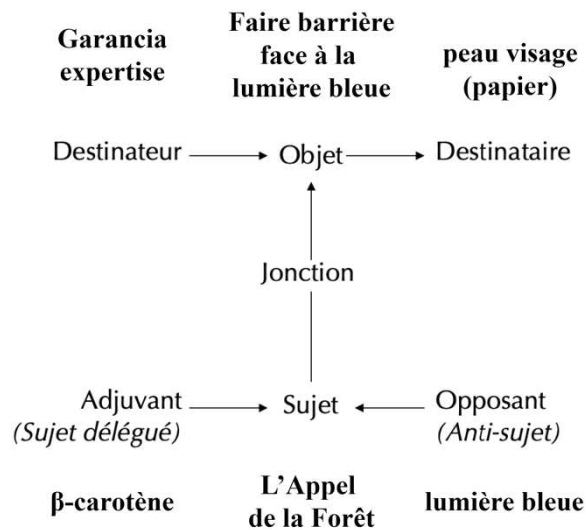 Garancia
expertise
Faire barrière
face à la
lumière bleue
peau visage
(papier)
Destinateur
Objet
Destinataire
Jonction
Adjuvant
(Sujet délégué)
Sujet
Opposant
(Anti-sujet)
β-carotène
L’Appel
de la Forêt
lumière bleue